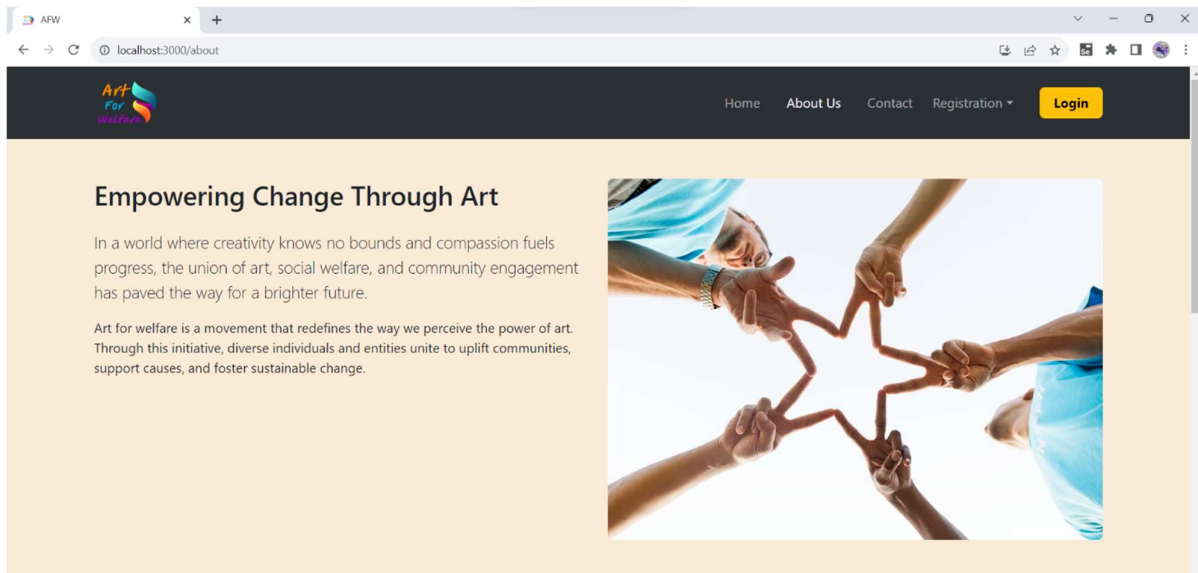 AFW
localhost:3000/about
Art
For
Welfare
Home About Us Contact Registration Login
Empowering Change Through Art
In a world where creativity knows no bounds and compassion fuels
progress, the union of art, social welfare, and community engagement
has paved the way for a brighter future.
Art for welfare is a movement that redefines the way we perceive the power of art.
Through this initiative, diverse individuals and entities unite to uplift communities,
support causes, and foster sustainable change.